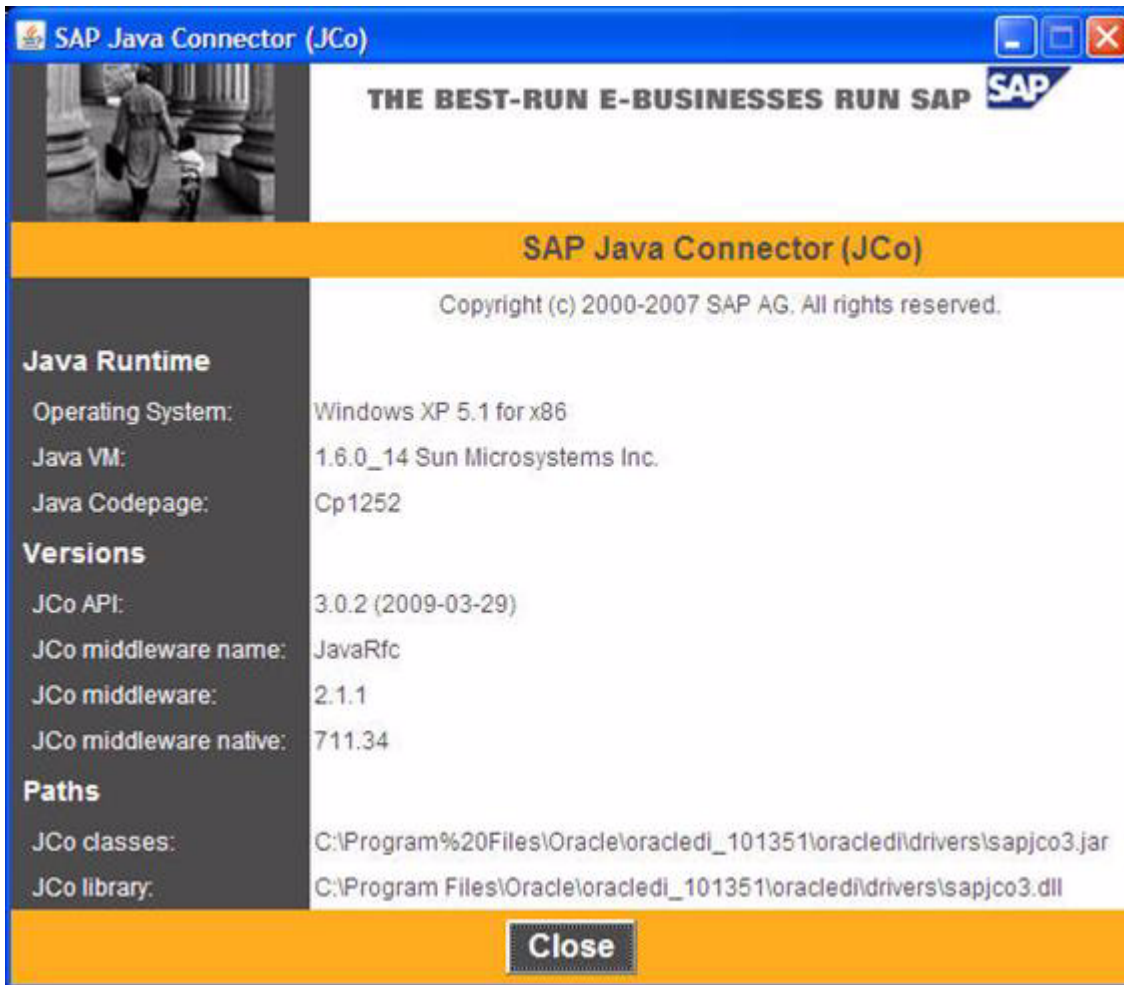 SAP Java Connector (JCo)
THE BEST-RUN E-BUSINESSES RUN SAP SAP
SAP Java Connector (JCo)
Copyright (c) 2000-2007 SAP AG. All rights reserved.
Java Runtime
Operating System: Windows XP 5.1 for x86
Java VM: 1.6.0_14 Sun Microsystems Inc.
Java Codepage: Cp1252
Versions
JCo API: 3.0.2 (2009-03-29)
JCo middleware name: JavaRfc
JCo middleware: 2.1.1
JCo middleware native: 711.34
Paths
JCo classes: C:\Program%20Files\Oracle\oracledi_101351\oracledi\drivers\sapjco3.jar
JCo library: C:\Program Files\Oracle\oracledi_101351\oracledi\drivers\sapjco3.dll
Close